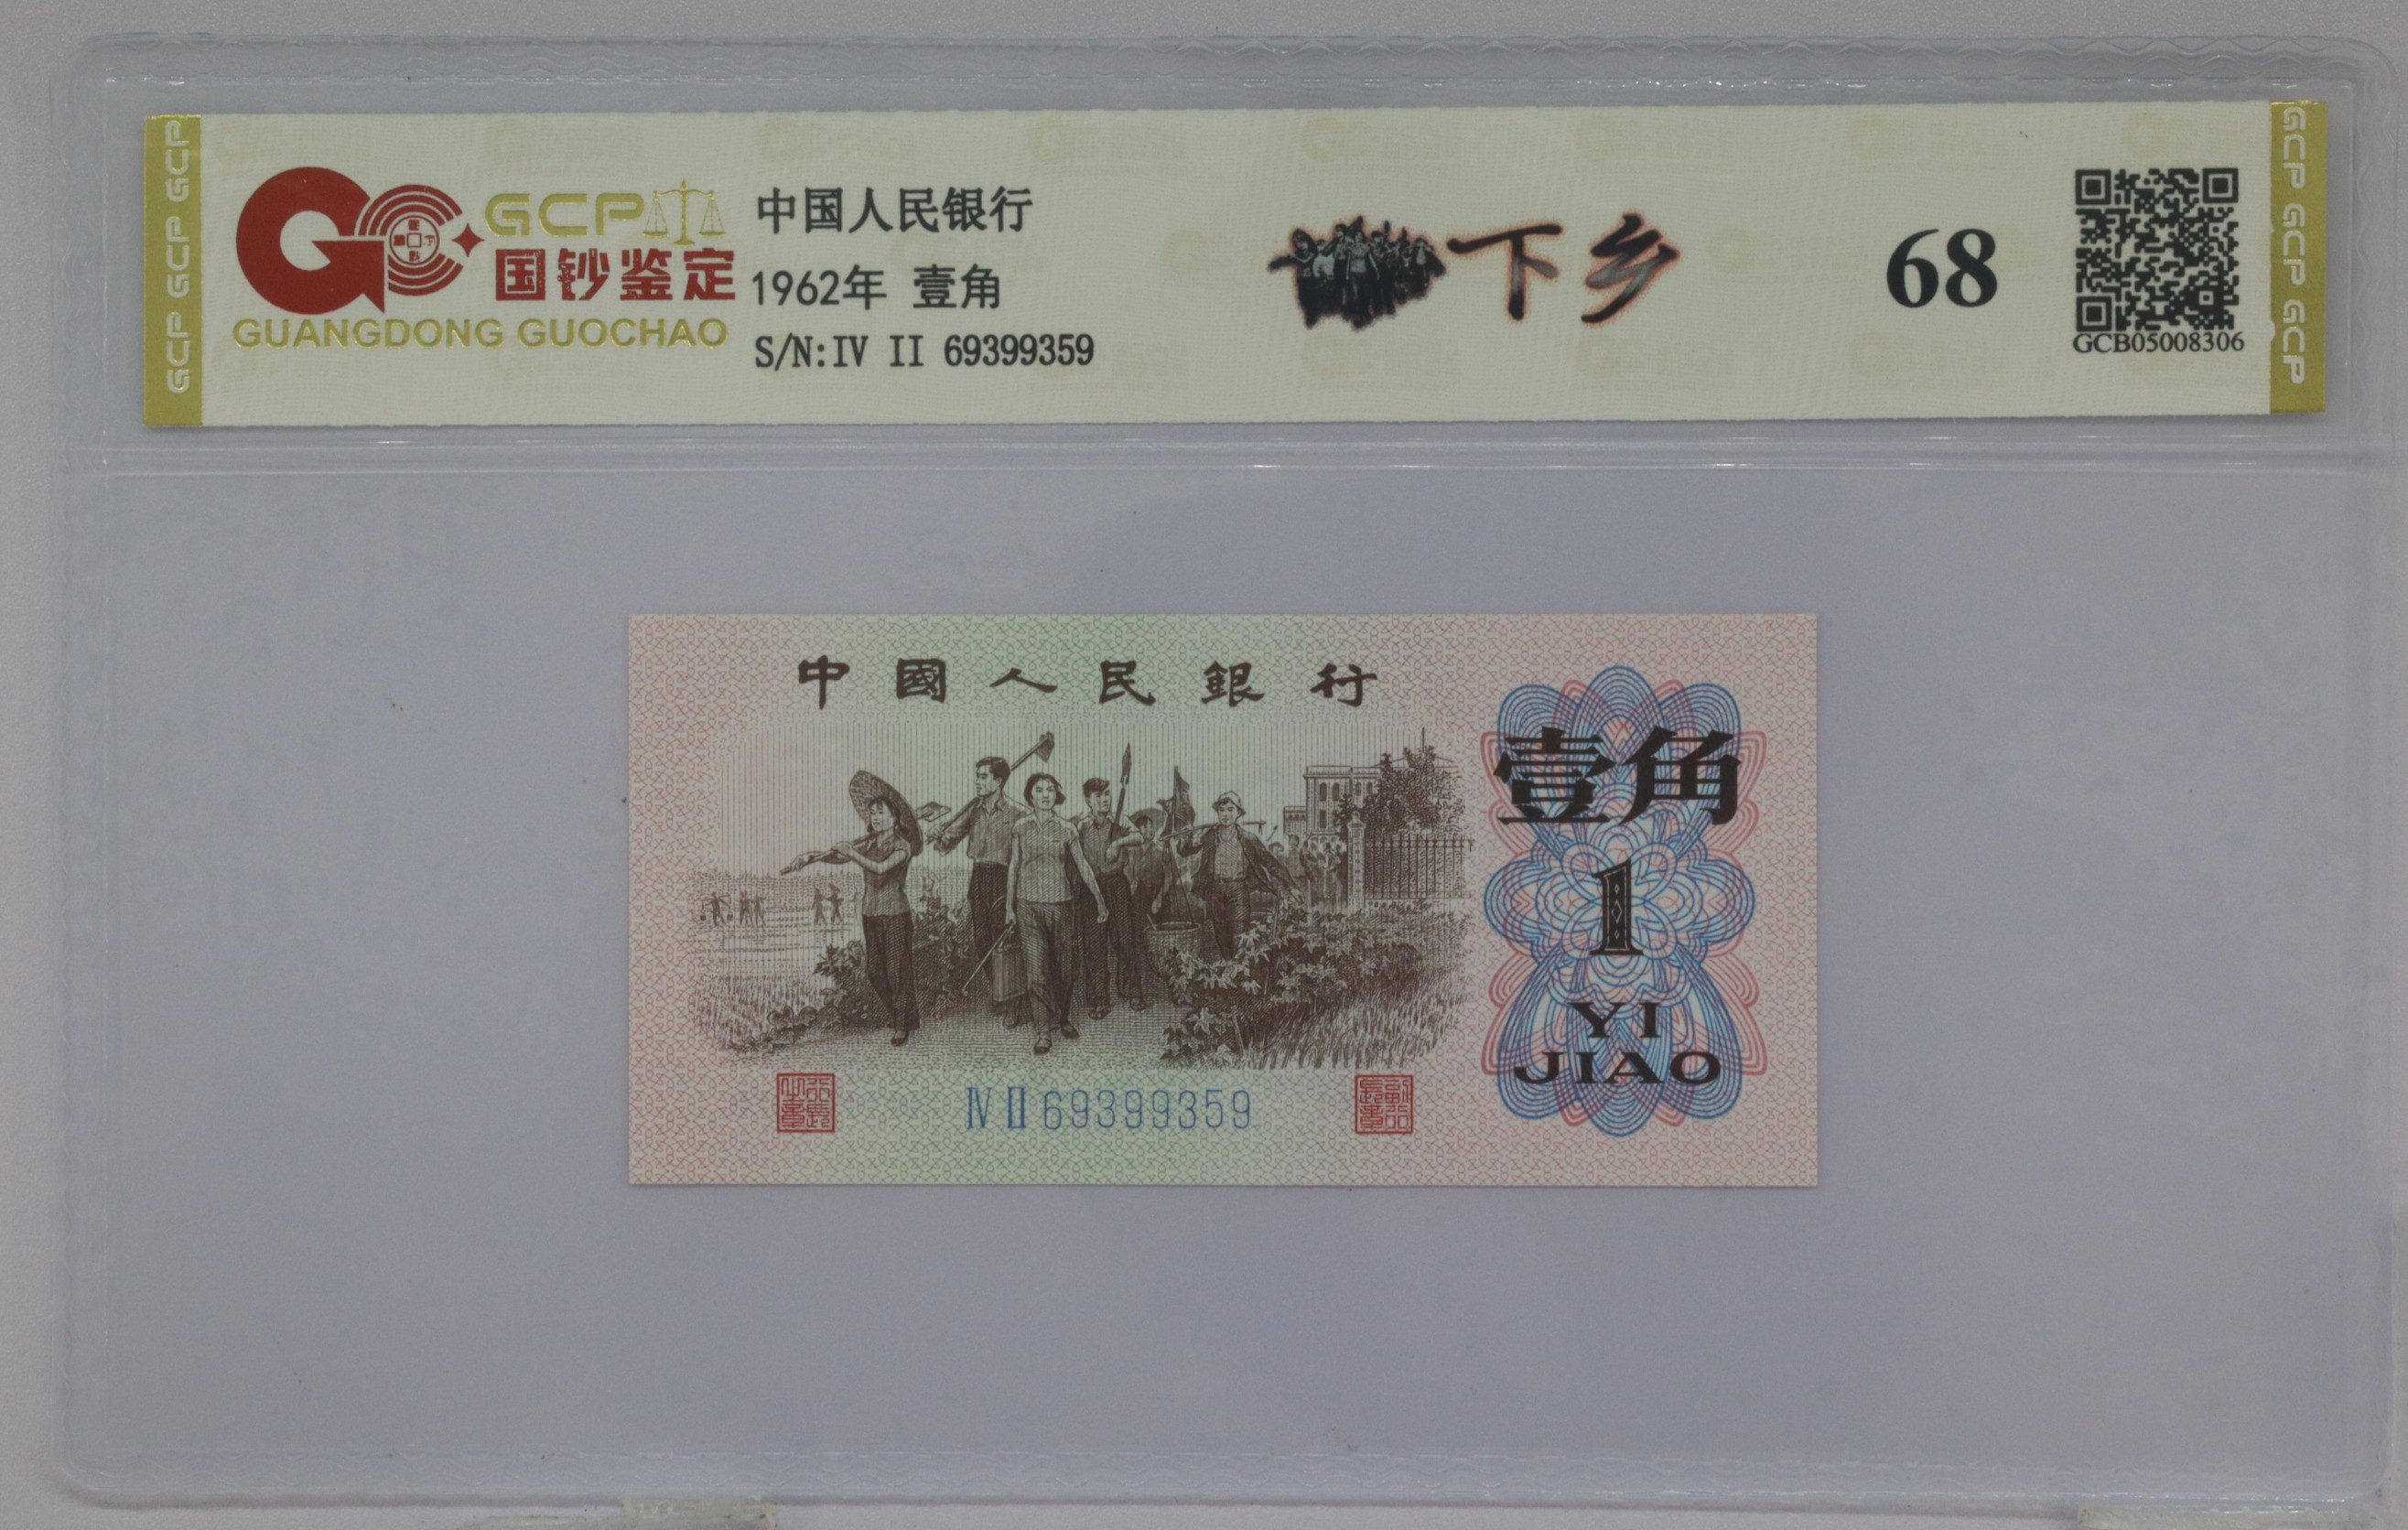 GCP GCP GCP
GCP
国钞鉴定
GUANGDONG GUOCHAO
中国人民银行
1962年 壹角
S/N:IV II 69399359
下乡
68
GCB05008306
GCP GCP GCP
中國人民銀行
壹角
1
YI
JIAO
IV II 69399359